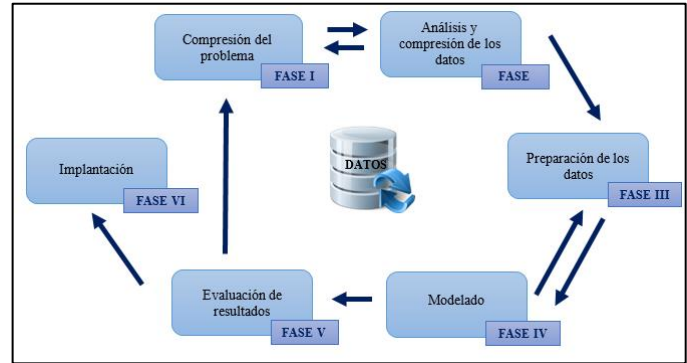 Compresión del
problema
FASE I
Análisis y
compresión de los
datos
FASE
Preparación de los
datos
FASE III
DATOS
Implantación
FASE VI
Evaluación de
resultados
FASE V
Modelado
FASE IV